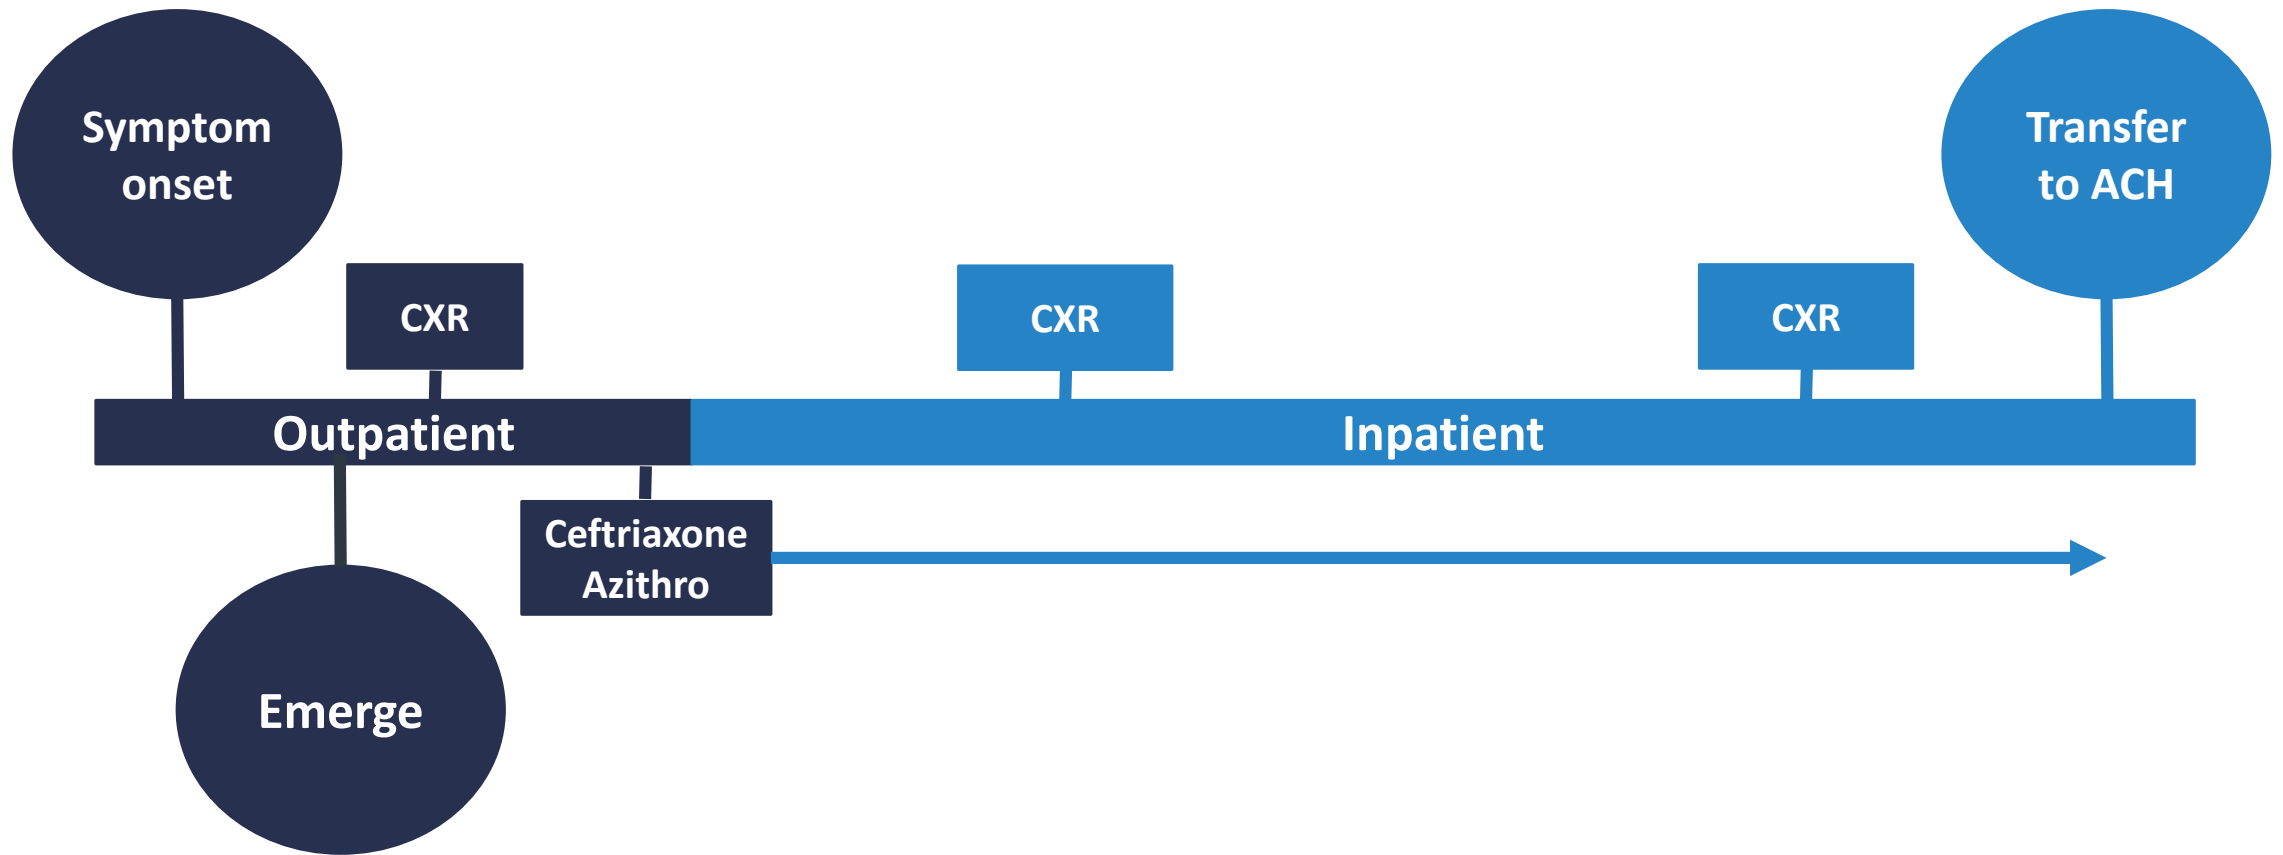 Symptom
onset
Transfer
to ACH
CXR
CXR
CXR
Outpatient
Inpatient
Ceftriaxone
Azithro
Emerge